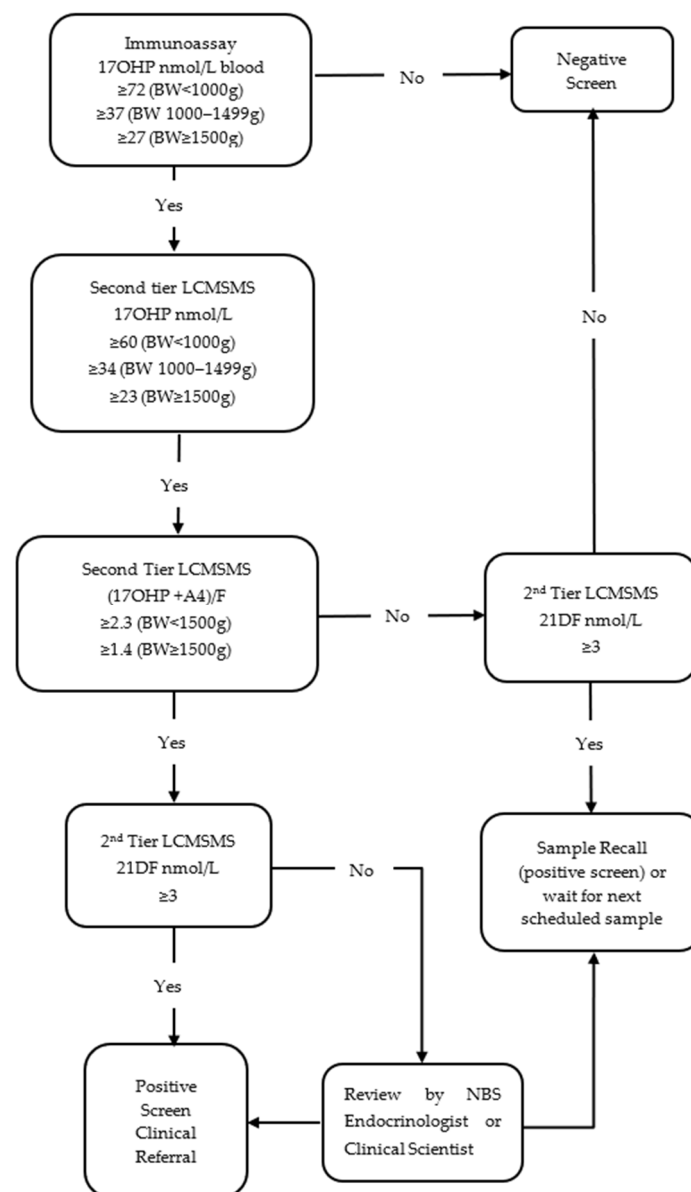 Immunoassay
17OHP nmol/L blood
≥72 (BW<1000g)
≥37 (BW 1000–1499g)
≥27 (BW≥1500g)
No
Negative
Screen
Yes
Second tier LCMSMS
17OHP nmol/L
≥60 (BW<1000g)
≥34 (BW 1000–1499g)
≥23 (BW≥1500g)
No
Yes
Second Tier LCMSMS
(17OHP +A4)/F
≥2.3 (BW<1500g)
≥1.4 (BW≥1500g)
No
2nd Tier LCMSMS
21DF nmol/L
≥3
Yes
Yes
2nd Tier LCMSMS
21DF nmol/L
≥3
No
Sample Recall
(positive screen) or
wait for next
scheduled sample
Yes
Positive
Screen
Clinical
Referral
Review by NBS
Endocrinologist or
Clinical Scientist